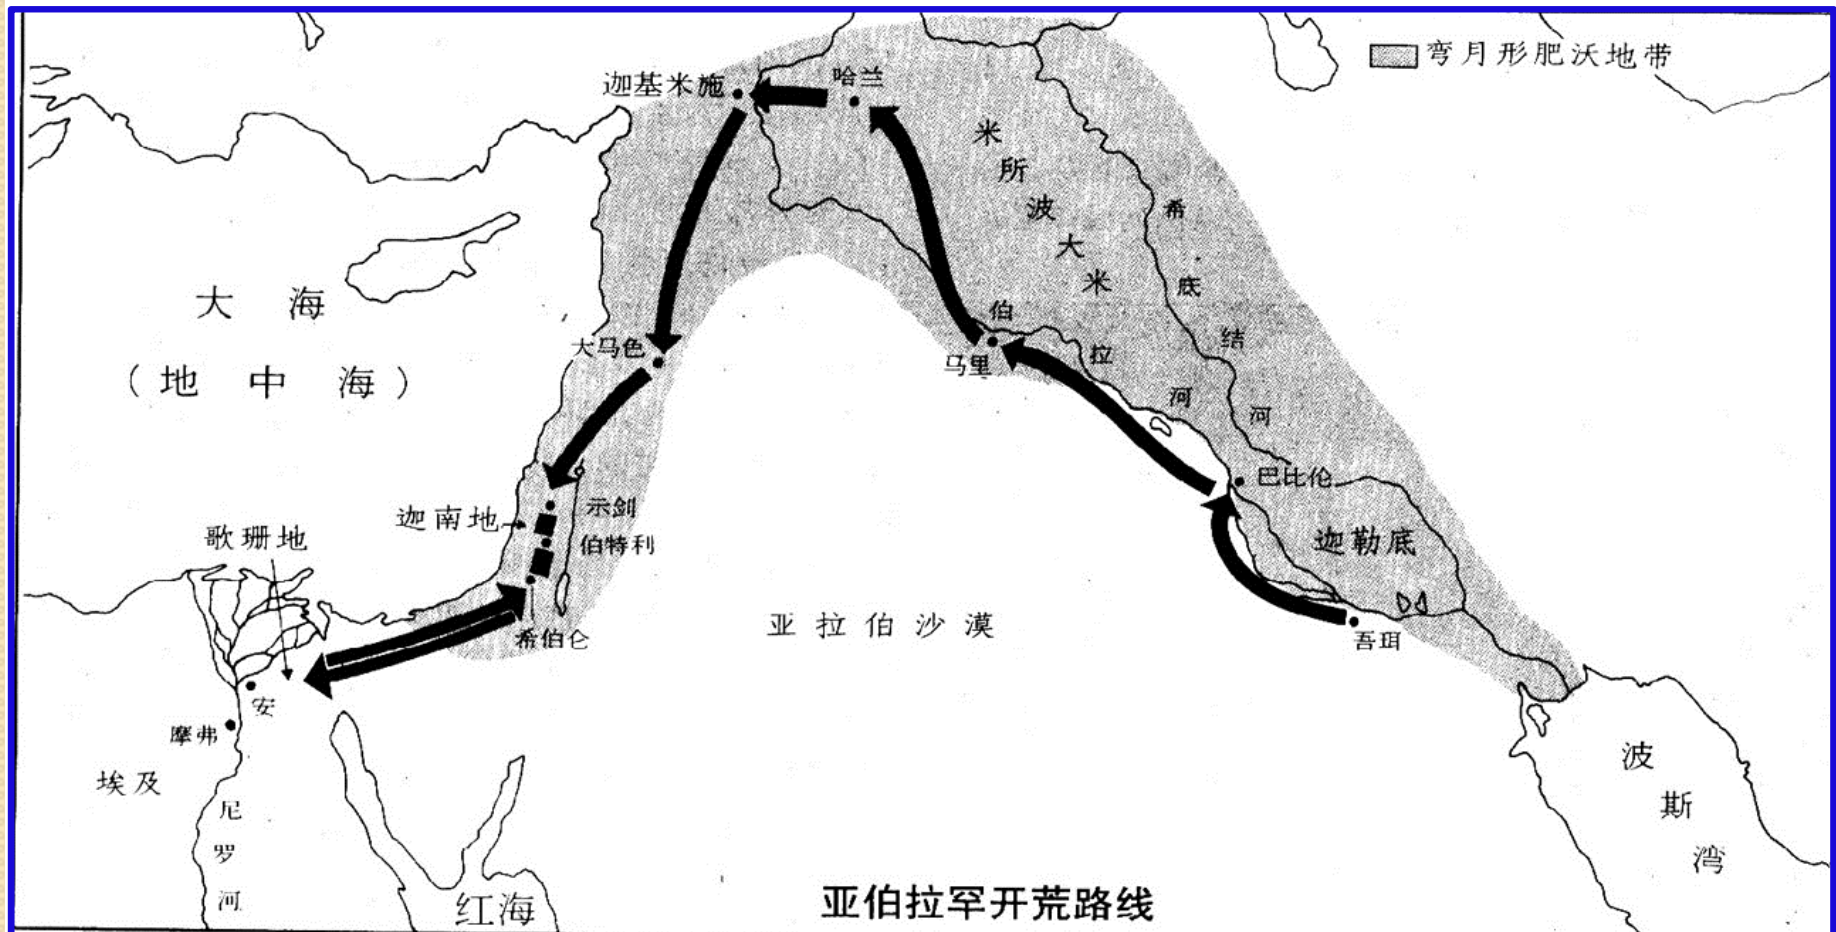 弯月形肥沃地带
迦基米施
哈兰
米所波大米
希底结河
大海
（地中海）
伯拉河
大马色
马里
巴比伦
迦南地
示剑
伯特利
歌珊地
迦勒底
亚拉伯沙漠
希伯仑
吾珥
安
摩弗
埃及
尼罗河
波斯湾
红海
亚伯拉罕开荒路线